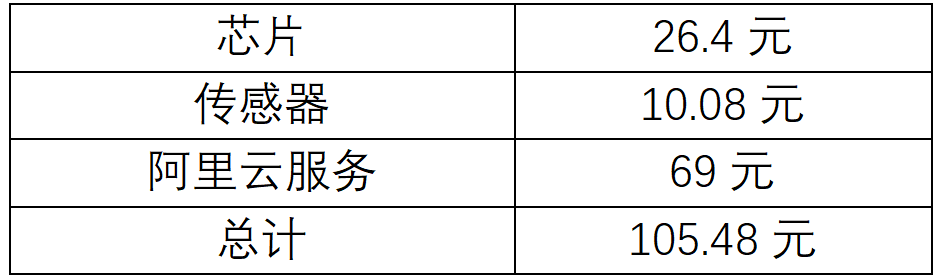 芯片 26.4 元
传感器 10.08 元
阿里云服务 69 元
总计 105.48 元